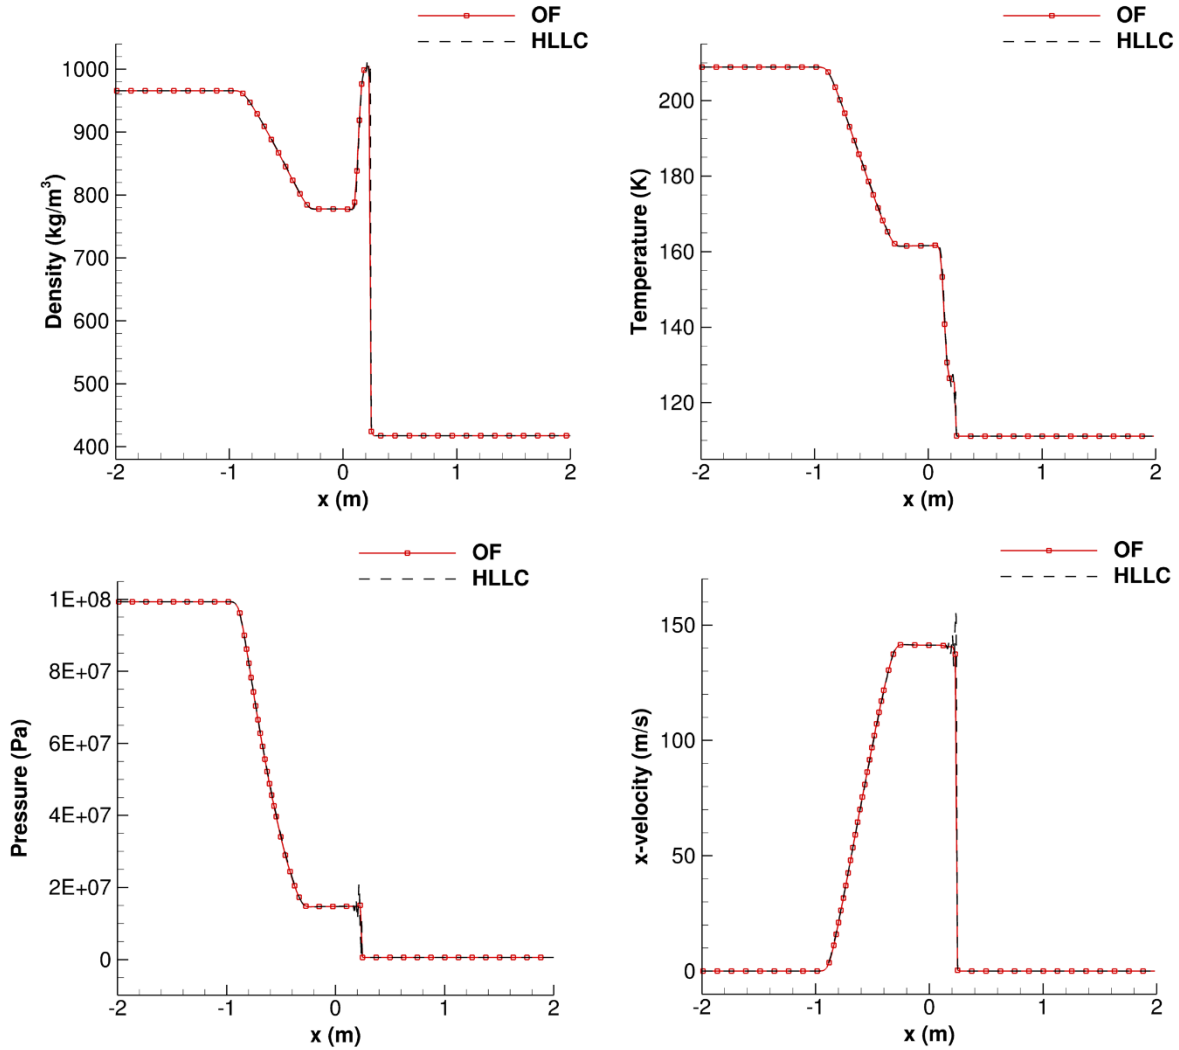 OF
HLLC
1000
900
800
700
600
500
400
Density (kg/m³)
-2 -1 0 1 2
x (m)
OF
HLLC
200
180
160
140
120
Temperature (K)
-2 -1 0 1 2
x (m)
OF
HLLC
1E+08
8E+07
6E+07
4E+07
2E+07
0
Pressure (Pa)
-2 -1 0 1 2
x (m)
OF
HLLC
150
100
50
0
x-velocity (m/s)
-2 -1 0 1 2
x (m)